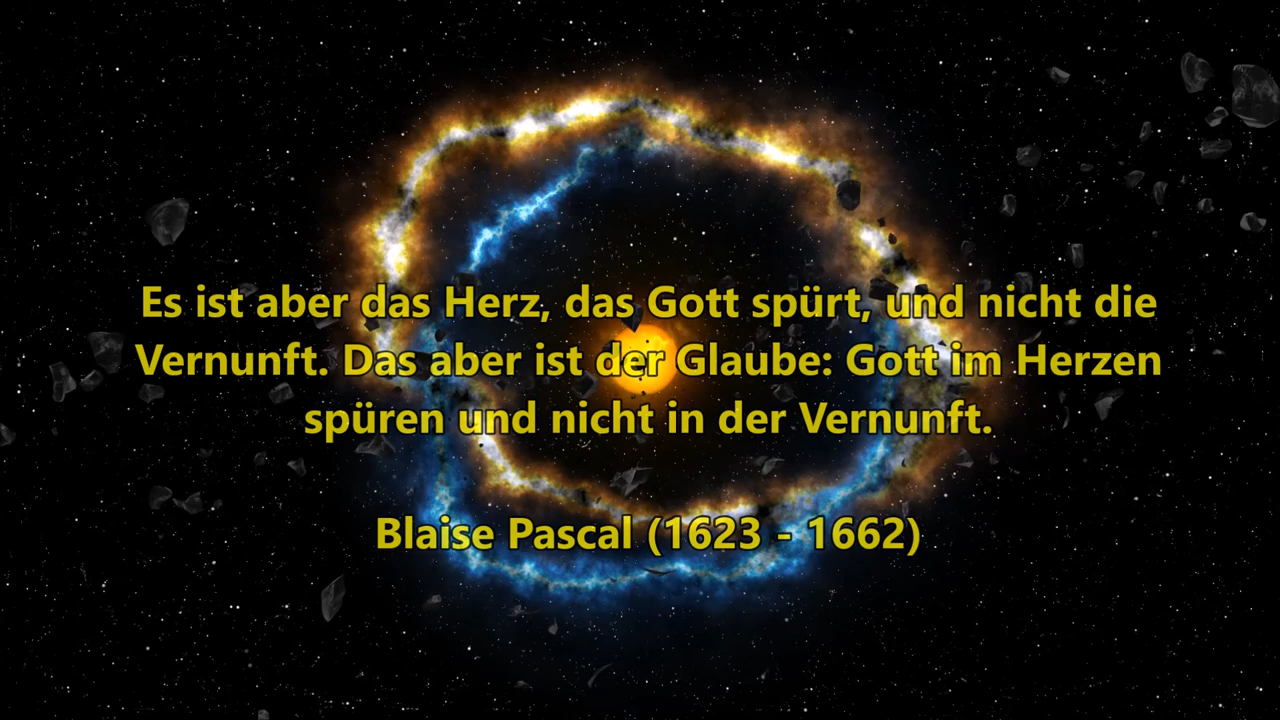 Es ist aber das Herz, das Gott spürt, und nicht die
Vernunft. Das aber ist der Glaube: Gott im Herzen
spüren und nicht in der Vernunft.
Blaise Pascal (1623 - 1662)